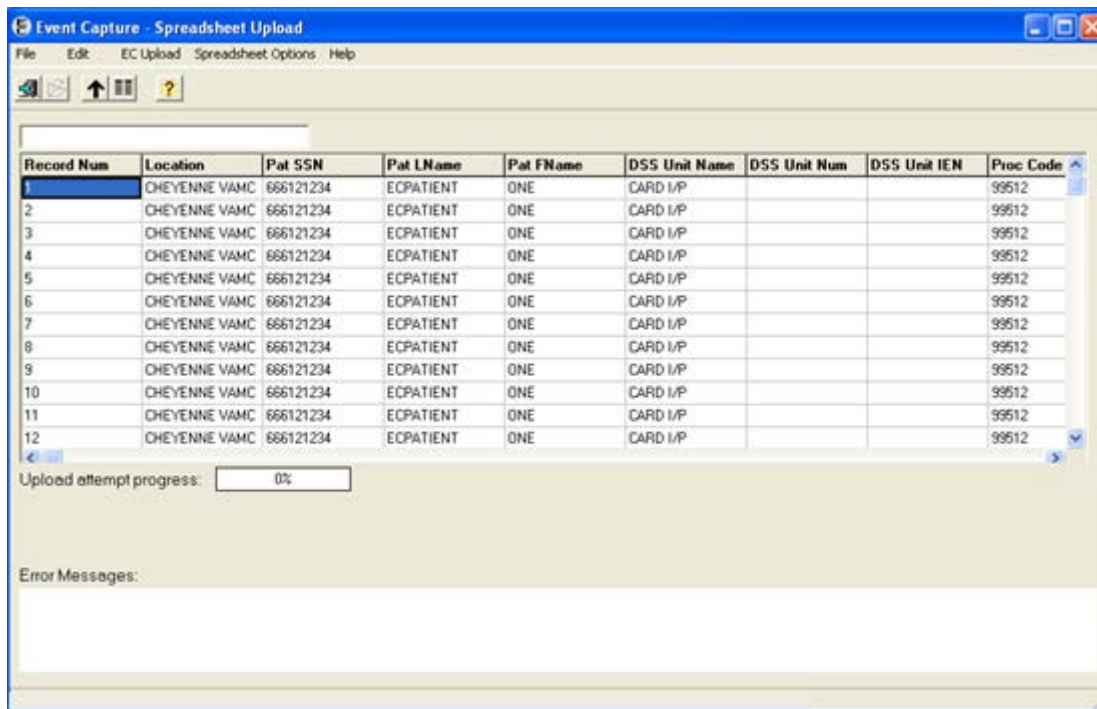 Event Capture - Spreadsheet Upload
File Edit EC Upload Spreadsheet Options Help
?
Record Num Location Pat SSN Pat LName Pat FName DSS Unit Name DSS Unit Num DSS Unit IEN Proc Code
1 CHEYENNE VAMC 666121234 ECPATIENT ONE CARD I/P 99512
2 CHEYENNE VAMC 666121234 ECPATIENT ONE CARD I/P 99512
3 CHEYENNE VAMC 666121234 ECPATIENT ONE CARD I/P 99512
4 CHEYENNE VAMC 666121234 ECPATIENT ONE CARD I/P 99512
5 CHEYENNE VAMC 666121234 ECPATIENT ONE CARD I/P 99512
6 CHEYENNE VAMC 666121234 ECPATIENT ONE CARD I/P 99512
7 CHEYENNE VAMC 666121234 ECPATIENT ONE CARD I/P 99512
8 CHEYENNE VAMC 666121234 ECPATIENT ONE CARD I/P 99512
9 CHEYENNE VAMC 666121234 ECPATIENT ONE CARD I/P 99512
10 CHEYENNE VAMC 666121234 ECPATIENT ONE CARD I/P 99512
11 CHEYENNE VAMC 666121234 ECPATIENT ONE CARD I/P 99512
12 CHEYENNE VAMC 666121234 ECPATIENT ONE CARD I/P 99512
Upload attempt progress: 0%
Error Messages: